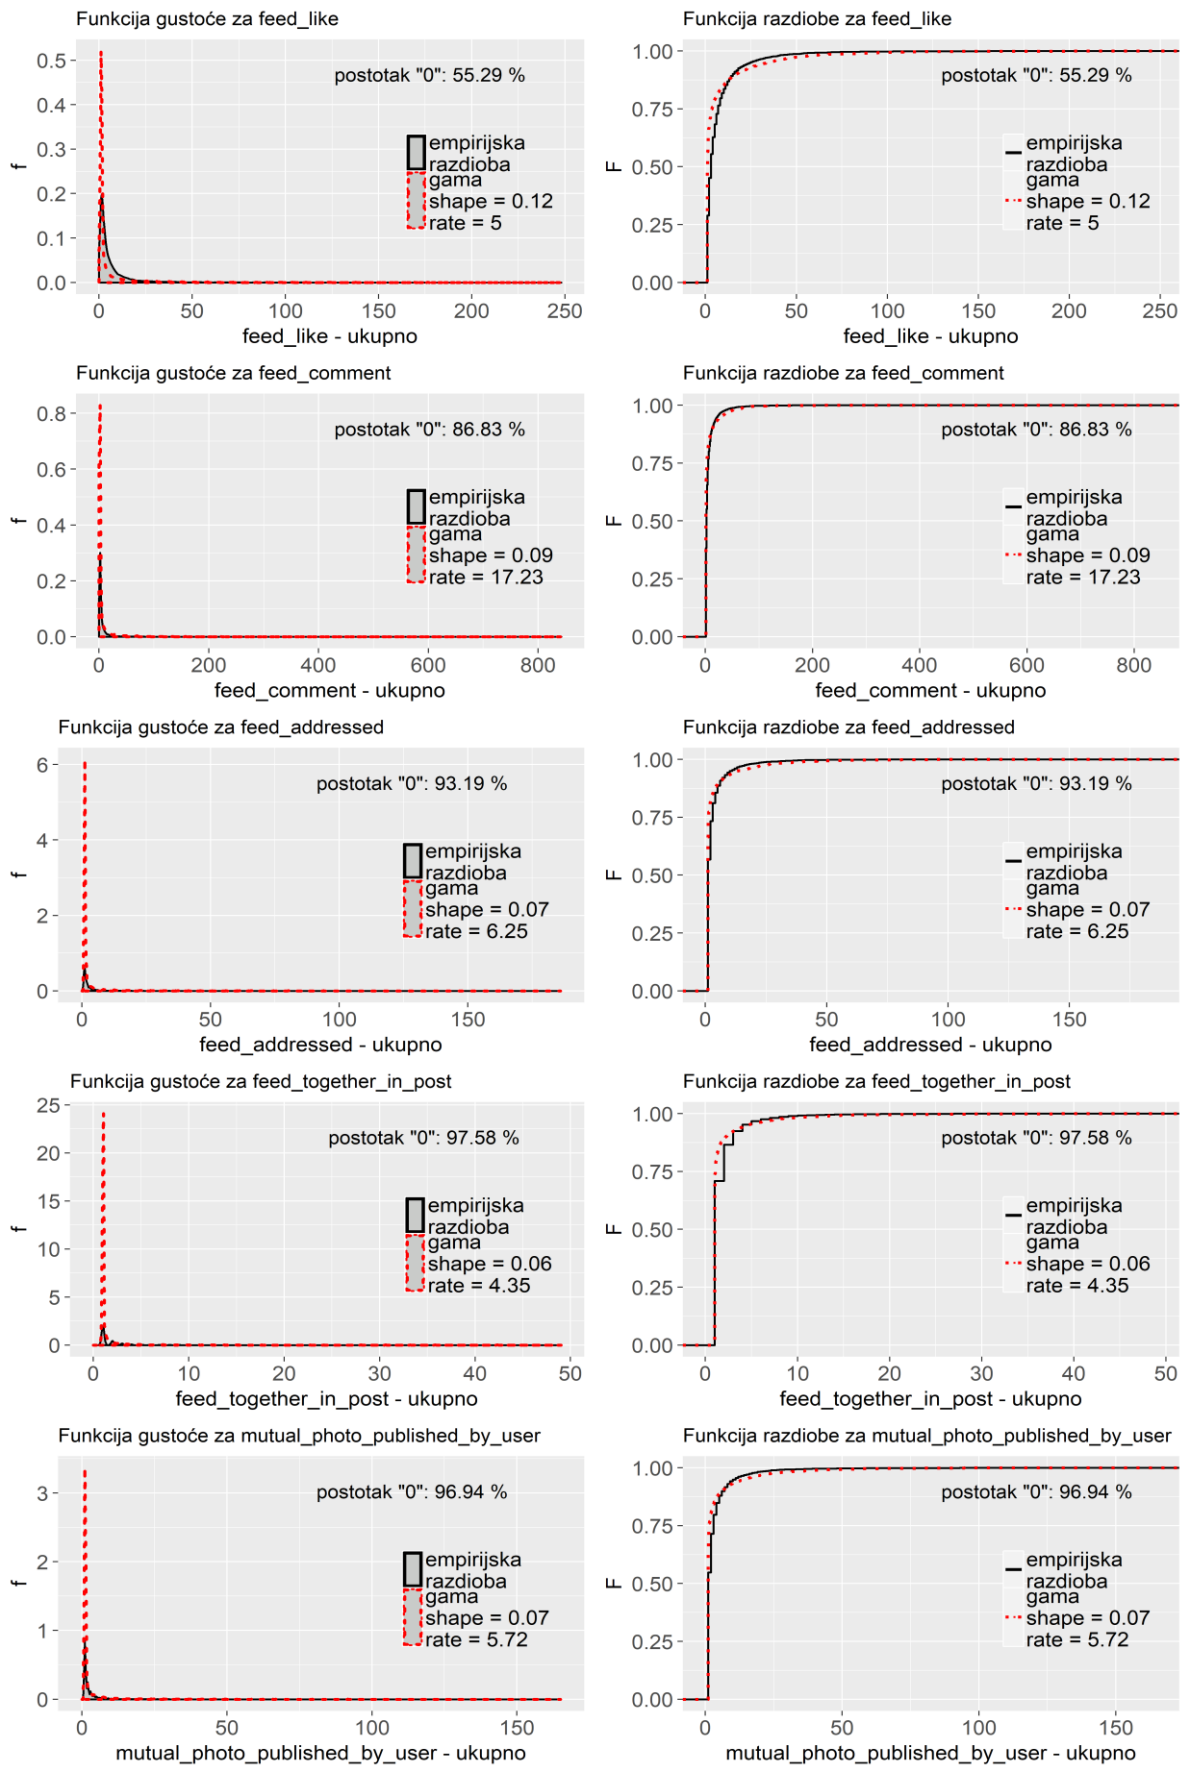 Funkcija gustoće za feed_like
0.5
0.4
0.3
0.2
0.1
0.0
f
postotak "0": 55.29 %
empirijska
razdioba
gama
shape = 0.12
rate = 5
0 50 100 150 200 250
feed_like - ukupno
Funkcija razdiobe za feed_like
1.00
0.75
0.50
0.25
0.00
F
postotak "0": 55.29 %
empirijska
razdioba
gama
shape = 0.12
rate = 5
0 50 100 150 200 250
feed_like - ukupno
Funkcija gustoće za feed_comment
0.8
0.6
0.4
0.2
0.0
f
postotak "0": 86.83 %
empirijska
razdioba
gama
shape = 0.09
rate = 17.23
0 200 400 600 800
feed_comment - ukupno
Funkcija razdiobe za feed_comment
1.00
0.75
0.50
0.25
0.00
F
postotak "0": 86.83 %
empirijska
razdioba
gama
shape = 0.09
rate = 17.23
0 200 400 600 800
feed_comment - ukupno
Funkcija gustoće za feed_addressed
6
4
2
0
f
postotak "0": 93.19 %
empirijska
razdioba
gama
shape = 0.07
rate = 6.25
0 50 100 150
feed_addressed - ukupno
Funkcija razdiobe za feed_addressed
1.00
0.75
0.50
0.25
0.00
F
postotak "0": 93.19 %
empirijska
razdioba
gama
shape = 0.07
rate = 6.25
0 50 100 150
feed_addressed - ukupno
Funkcija gustoće za feed_together_in_post
25
20
15
10
5
0
f
postotak "0": 97.58 %
empirijska
razdioba
gama
shape = 0.06
rate = 4.35
0 10 20 30 40 50
feed_together_in_post - ukupno
Funkcija razdiobe za feed_together_in_post
1.00
0.75
0.50
0.25
0.00
F
postotak "0": 97.58 %
empirijska
razdioba
gama
shape = 0.06
rate = 4.35
0 10 20 30 40 50
feed_together_in_post - ukupno
Funkcija gustoće za mutual_photo_published_by_user
3
2
1
0
f
postotak "0": 96.94 %
empirijska
razdioba
gama
shape = 0.07
rate = 5.72
0 50 100 150
mutual_photo_published_by_user - ukupno
Funkcija razdiobe za mutual_photo_published_by_user
1.00
0.75
0.50
0.25
0.00
F
postotak "0": 96.94 %
empirijska
razdioba
gama
shape = 0.07
rate = 5.72
0 50 100 150
mutual_photo_published_by_user - ukupno